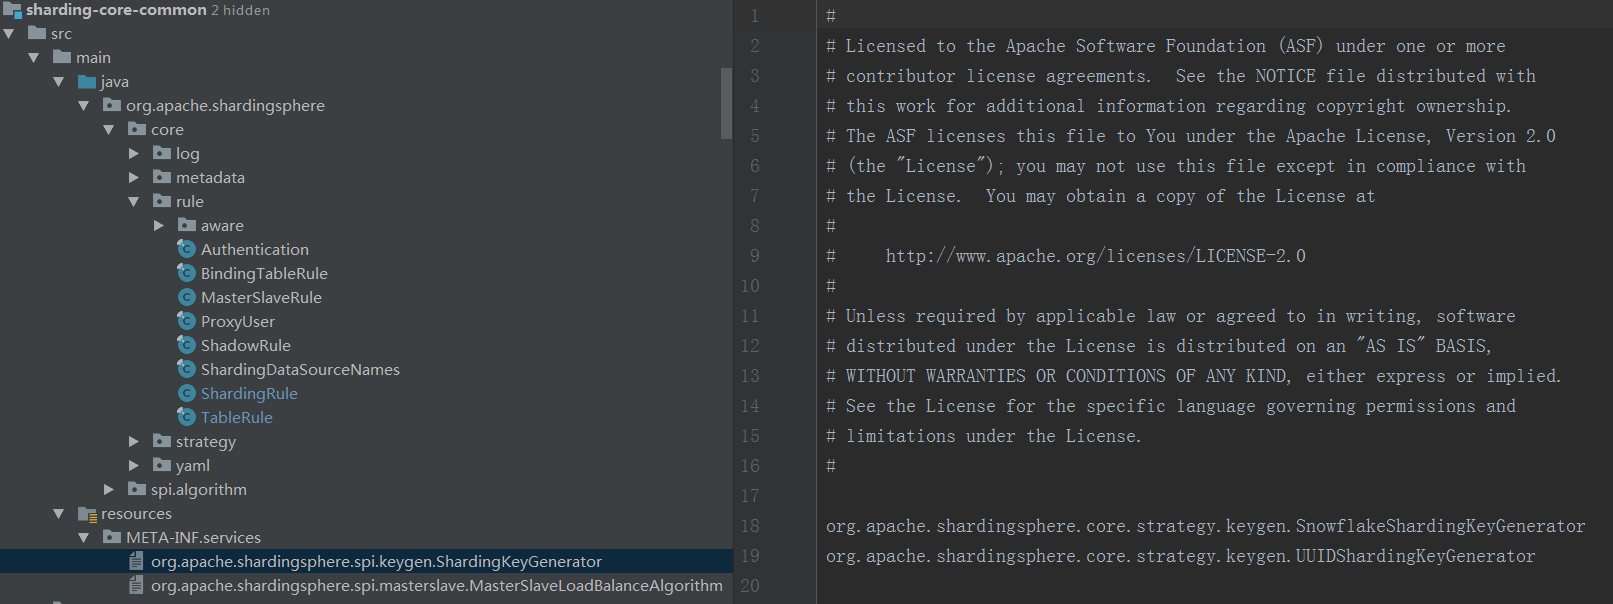 sharding-core-common 2 hidden
src
main
java
org.apache.shardingsphere
core
log
metadata
rule
aware
Authentication
BindingTableRule
MasterSlaveRule
ProxyUser
ShadowRule
ShardingDataSourceNames
ShardingRule
TableRule
strategy
yaml
spi.algorithm
resources
META-INF.services
org.apache.shardingsphere.spi.keygen.ShardingKeyGenerator
org.apache.shardingsphere.spi.masterslave.MasterSlaveLoadBalanceAlgorithm
1 #
2 # Licensed to the Apache Software Foundation (ASF) under one or more
3 # contributor license agreements.  See the NOTICE file distributed with
4 # this work for additional information regarding copyright ownership.
5 # The ASF licenses this file to You under the Apache License, Version 2.0
6 # (the "License"); you may not use this file except in compliance with
7 # the License.  You may obtain a copy of the License at
8 #
9 #     http://www.apache.org/licenses/LICENSE-2.0
10 #
11 # Unless required by applicable law or agreed to in writing, software
12 # distributed under the License is distributed on an "AS IS" BASIS,
13 # WITHOUT WARRANTIES OR CONDITIONS OF ANY KIND, either express or implied.
14 # See the License for the specific language governing permissions and
15 # limitations under the License.
16 #
17
18 org.apache.shardingsphere.core.strategy.keygen.SnowflakeShardingKeyGenerator
19 org.apache.shardingsphere.core.strategy.keygen.UUIDShardingKeyGenerator
20